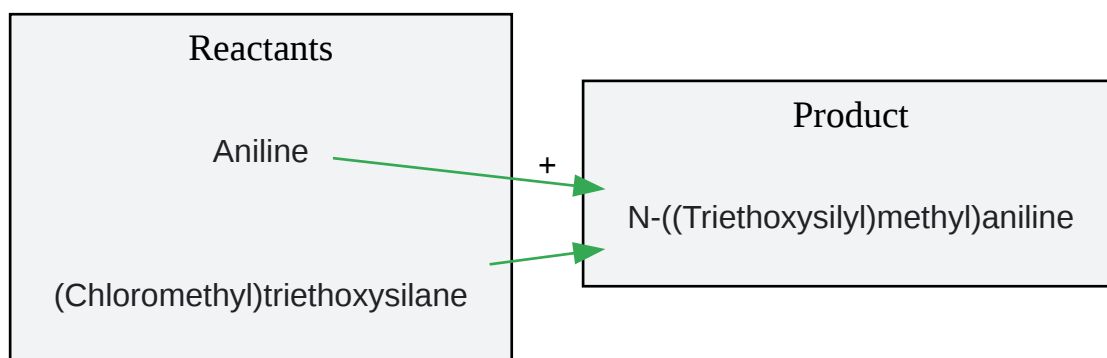 Reactants
Aniline
(Chloromethyl)triethoxysilane
+
Product
N-((Triethoxysilyl)methyl)aniline